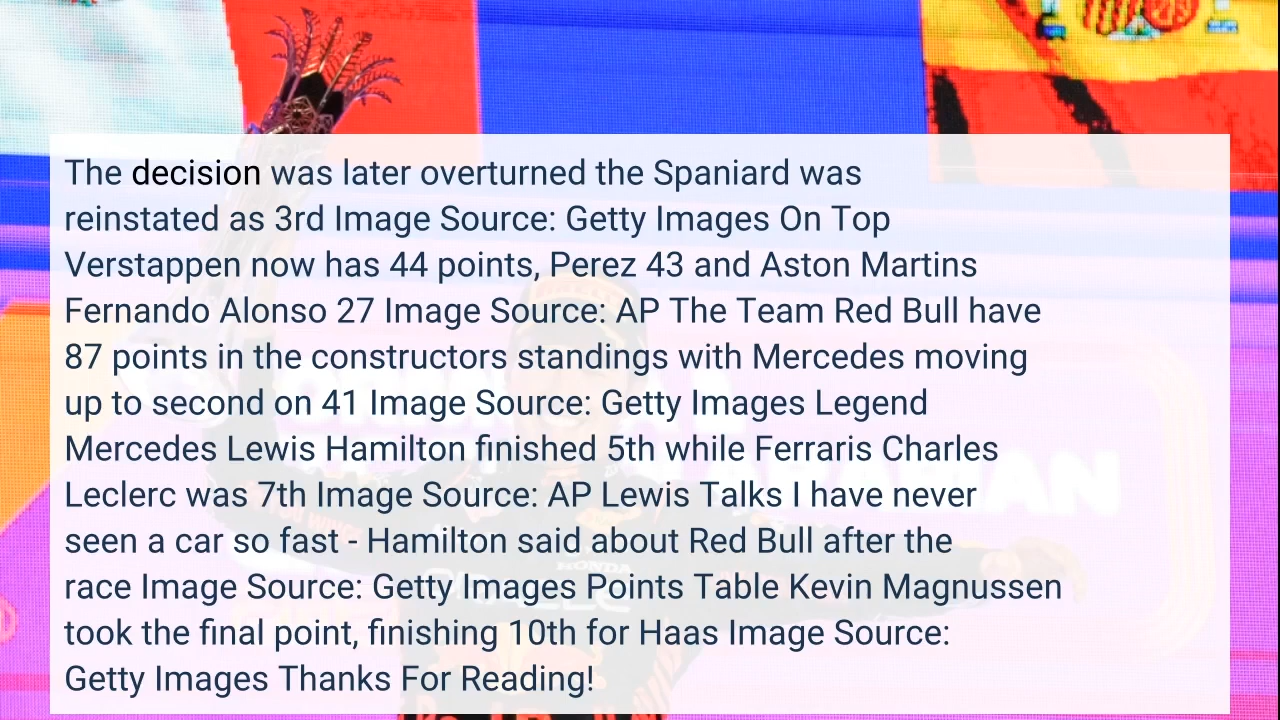 The decision was later overturned the Spaniard was
reinstated as 3rd Image Source: Getty Images On Top
Verstappen now has 44 points, Perez 43 and Aston Martins
Fernando Alonso 27 Image Source: AP The Team Red Bull have
87 points in the constructors standings with Mercedes moving
up to second on 41 Image Source: Getty Images Legend
Mercedes Lewis Hamilton finished 5th while Ferraris Charles
Leclerc was 7th Image Source: AP Lewis Talks I have never
seen a car so fast - Hamilton said about Red Bull after the
race Image Source: Getty Images Points Table Kevin Magnussen
took the final point, finishing 10th for Haas Image Source:
Getty Images Thanks For Reading!
HONDA